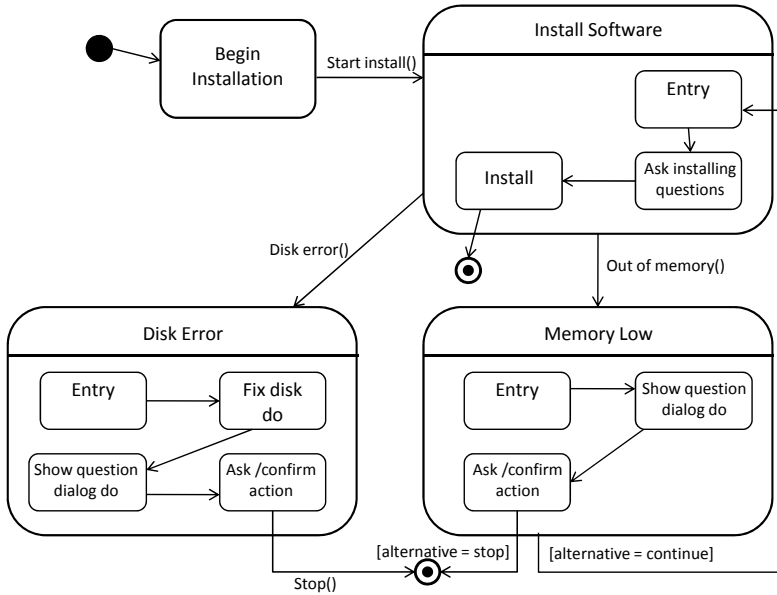 Begin
Installation
Start install()
Install Software
Entry
Ask installing
questions
Install
Disk error()
Out of memory()
Disk Error
Entry
Fix disk
do
Show question
dialog do
Ask /confirm
action
Stop()
Memory Low
Entry
Show question
dialog do
Ask /confirm
action
[alternative = stop]
[alternative = continue]